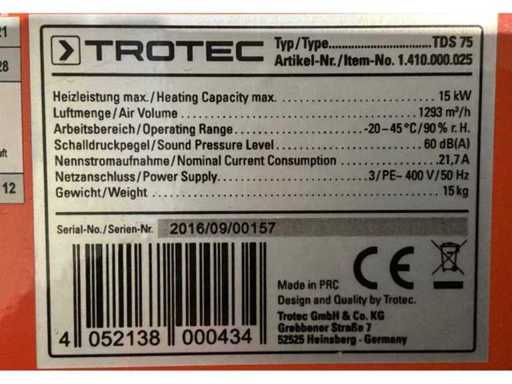 21
28
12
TROTEC
Typ/Type..................................TDS 75
Artikel-Nr./Item-No. 1.410.000.025
Heizleistung max./Heating Capacity max. 15 kW
Luftmenge/Air Volume 1293 m³/h
Arbeitsbereich/Operating Range -20-45°C/90% r. H.
Schalldruckpegel/Sound Pressure Level 60 dB(A)
Nennstromaufnahme/Nominal Current Consumption 21,7A
Netzanschluss/Power Supply 3/PE~ 400 V/50 Hz
Gewicht/Weight 15kg
Serial-No./Serien-Nr. 2016/09/00157
CE
Made in PRC
Design and Quality by Trotec.
Trotec GmbH & Co. KG
Grebbener Straße 7
52525 Heinsberg - Germany
4 052138 000434